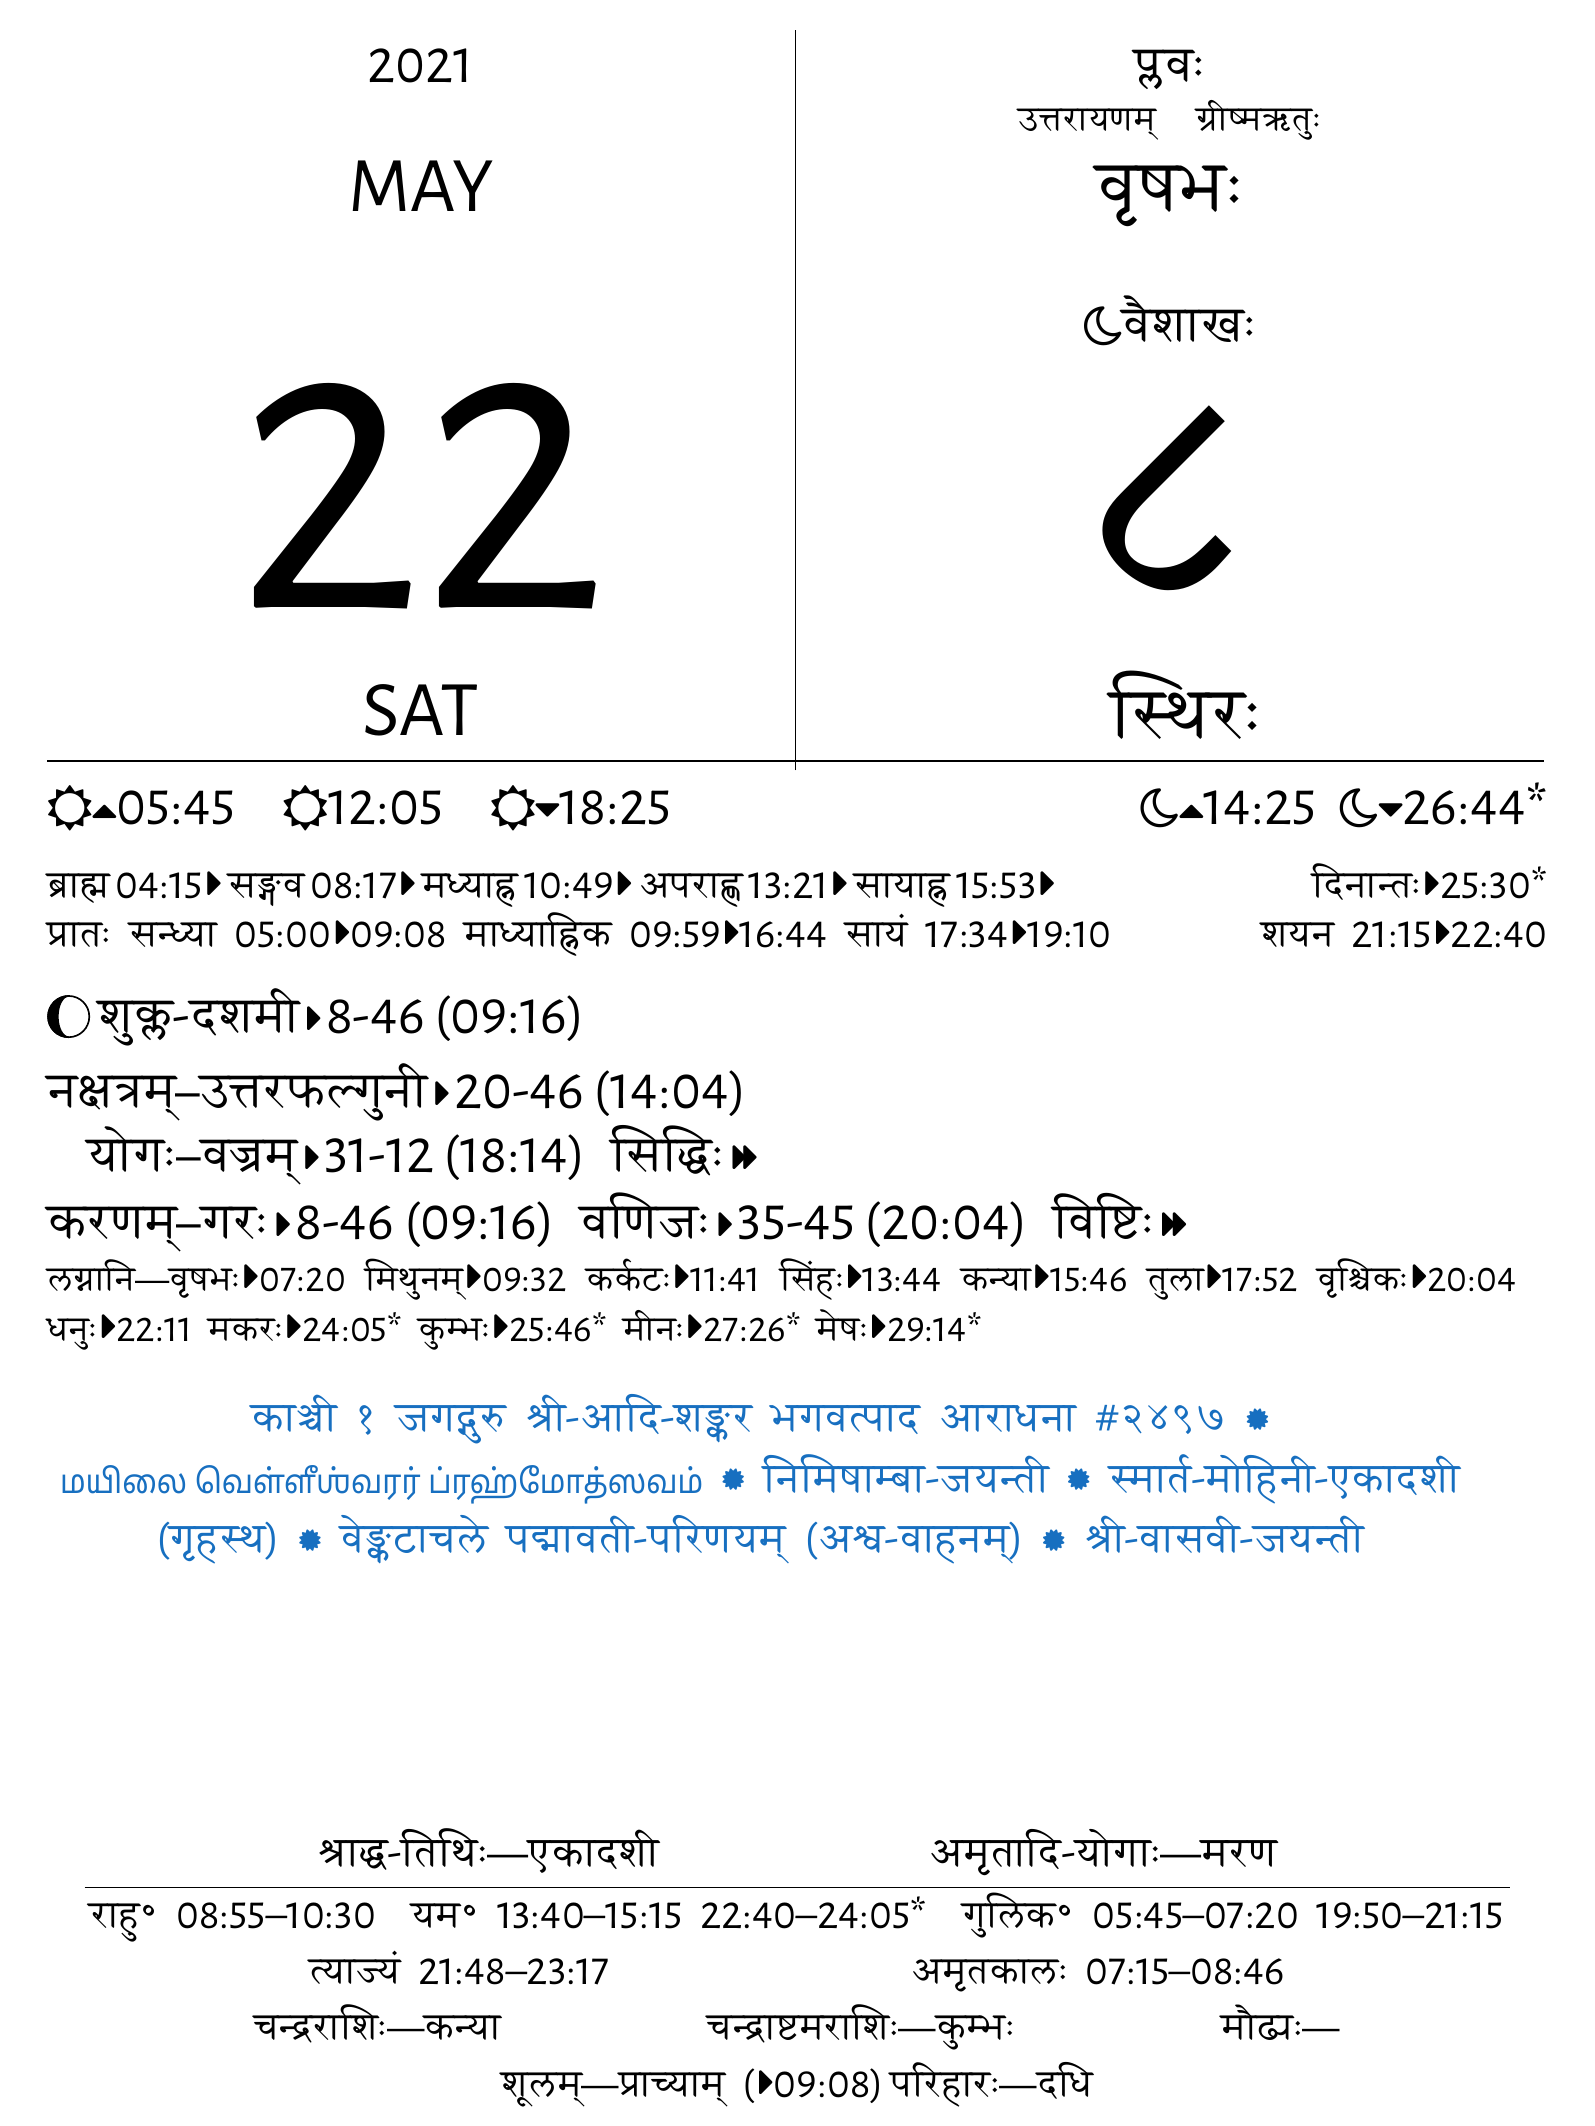 2021
MAY
22
SAT
प्लवः
उत्तरायणम् ग्रीष्मऋतुः
वृषभः
वैशाखः
८
स्थिरः
05:45 12:05 18:25 14:25 26:44*
ब्राह्म 04:15 सङ्गव 08:17 मध्याह्न 10:49 अपराह्ण 13:21 सायाह्न 15:53 दिनान्तः 25:30*
प्रातः सन्ध्या 05:00 09:08 माध्याह्निक 09:59 16:44 सायं 17:34 19:10 शयन 21:15 22:40
शुक्ल-दशमी 8-46 (09:16)
नक्षत्रम्–उत्तरफल्गुनी 20-46 (14:04)
योगः–वज्रम् 31-12 (18:14) सिद्धिः
करणम्–गरः 8-46 (09:16) वणिजः 35-45 (20:04) विष्टिः
लग्नानि—वृषभः 07:20 मिथुनम् 09:32 कर्कटः 11:41 सिंहः 13:44 कन्या 15:46 तुला 17:52 वृश्चिकः 20:04
धनुः 22:11 मकरः 24:05* कुम्भः 25:46* मीनः 27:26* मेषः 29:14*
काञ्ची १ जगद्गुरु श्री-आदि-शङ्कर भगवत्पाद आराधना #२४९७
மயிலை வெள்ளீஶ்வரர் ப்ரஹ்மோத்ஸவம் निमिषाम्बा-जयन्ती स्मार्त-मोहिनी-एकादशी
(गृहस्थ) वेङ्कटाचले पद्मावती-परिणयम् (अश्व-वाहनम्) श्री-वासवी-जयन्ती
श्राद्ध-तिथिः—एकादशी अमृतादि-योगाः—मरण
राहु॰ 08:55–10:30 यम॰ 13:40–15:15 22:40–24:05* गुलिक॰ 05:45–07:20 19:50–21:15
त्याज्यं 21:48–23:17 अमृतकालः 07:15–08:46
चन्द्रराशिः—कन्या चन्द्राष्टमराशिः—कुम्भः मौढ्यः—
शूलम्—प्राच्याम् (09:08) परिहारः—दधि